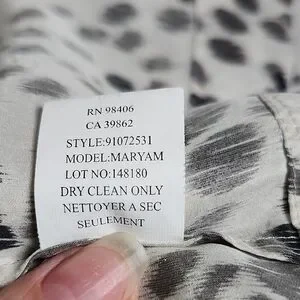 RN 98406
CA 39862
STYLE:91072531
MODEL:MARYAM
LOT NO:148180
DRY CLEAN ONLY
NETTOYER A SEC
SEULEMENT